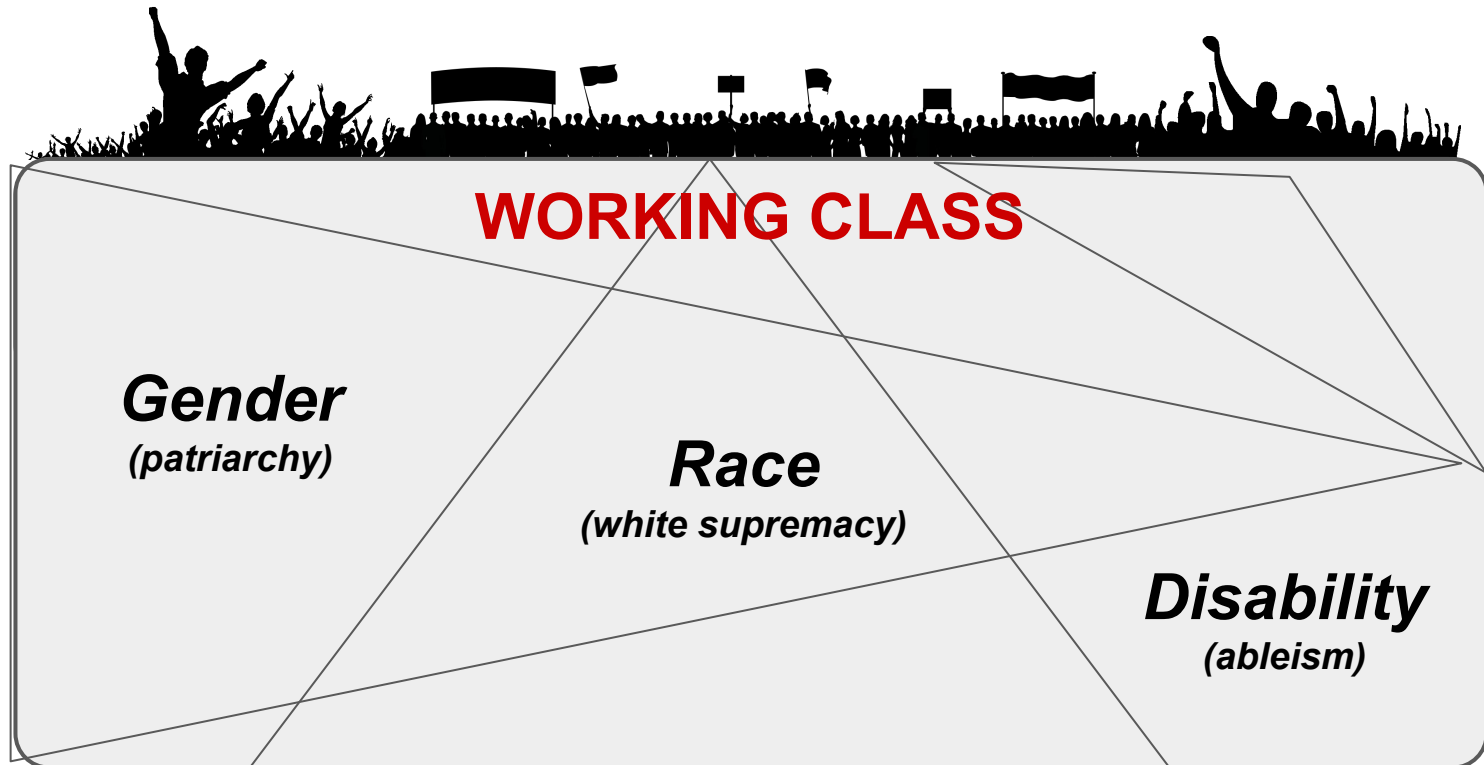 WORKING CLASS
Gender
(patriarchy)
Race
(white supremacy)
Disability
(ableism)